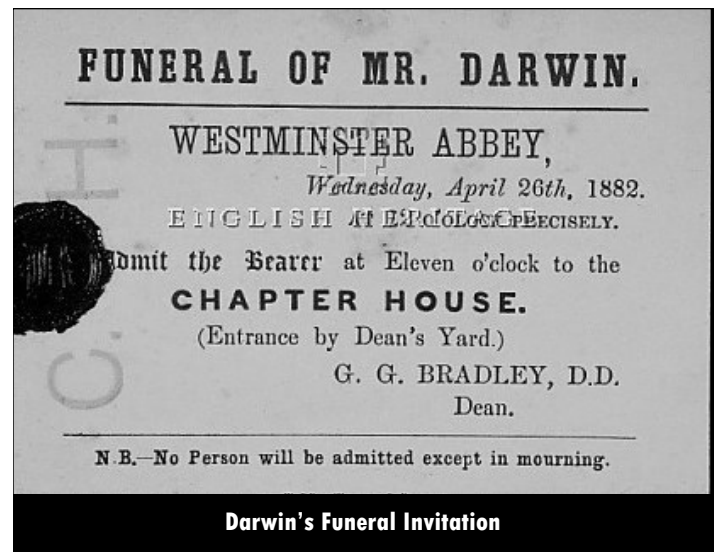 FUNERAL OF MR. DARWIN.
WESTMINSTER ABBEY,
Wednesday, April 26th, 1882.
ENGLISH
At PRECISELY.
Admit the Bearer at Eleven o'clock to the
CHAPTER HOUSE.
(Entrance by Dean's Yard.)
G. G. BRADLEY, D.D.
Dean.
N.B.—No Person will be admitted except in mourning.
Darwin's Funeral Invitation